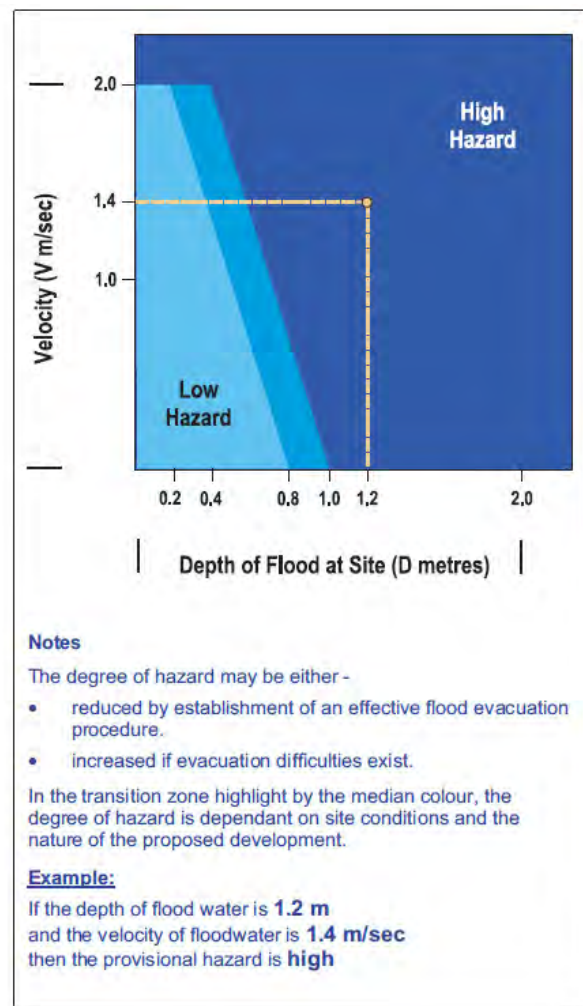 2.0
High
Hazard
1.4
Velocity (V m/sec)
1.0
Low
Hazard
0.2 0.4 0.8 1.0 1.2 2.0
Depth of Flood at Site (D metres)
Notes
The degree of hazard may be either -
• reduced by establishment of an effective flood evacuation
procedure.
• increased if evacuation difficulties exist.
In the transition zone highlight by the median colour, the
degree of hazard is dependant on site conditions and the
nature of the proposed development.
Example:
If the depth of flood water is 1.2 m
and the velocity of floodwater is 1.4 m/sec
then the provisional hazard is high